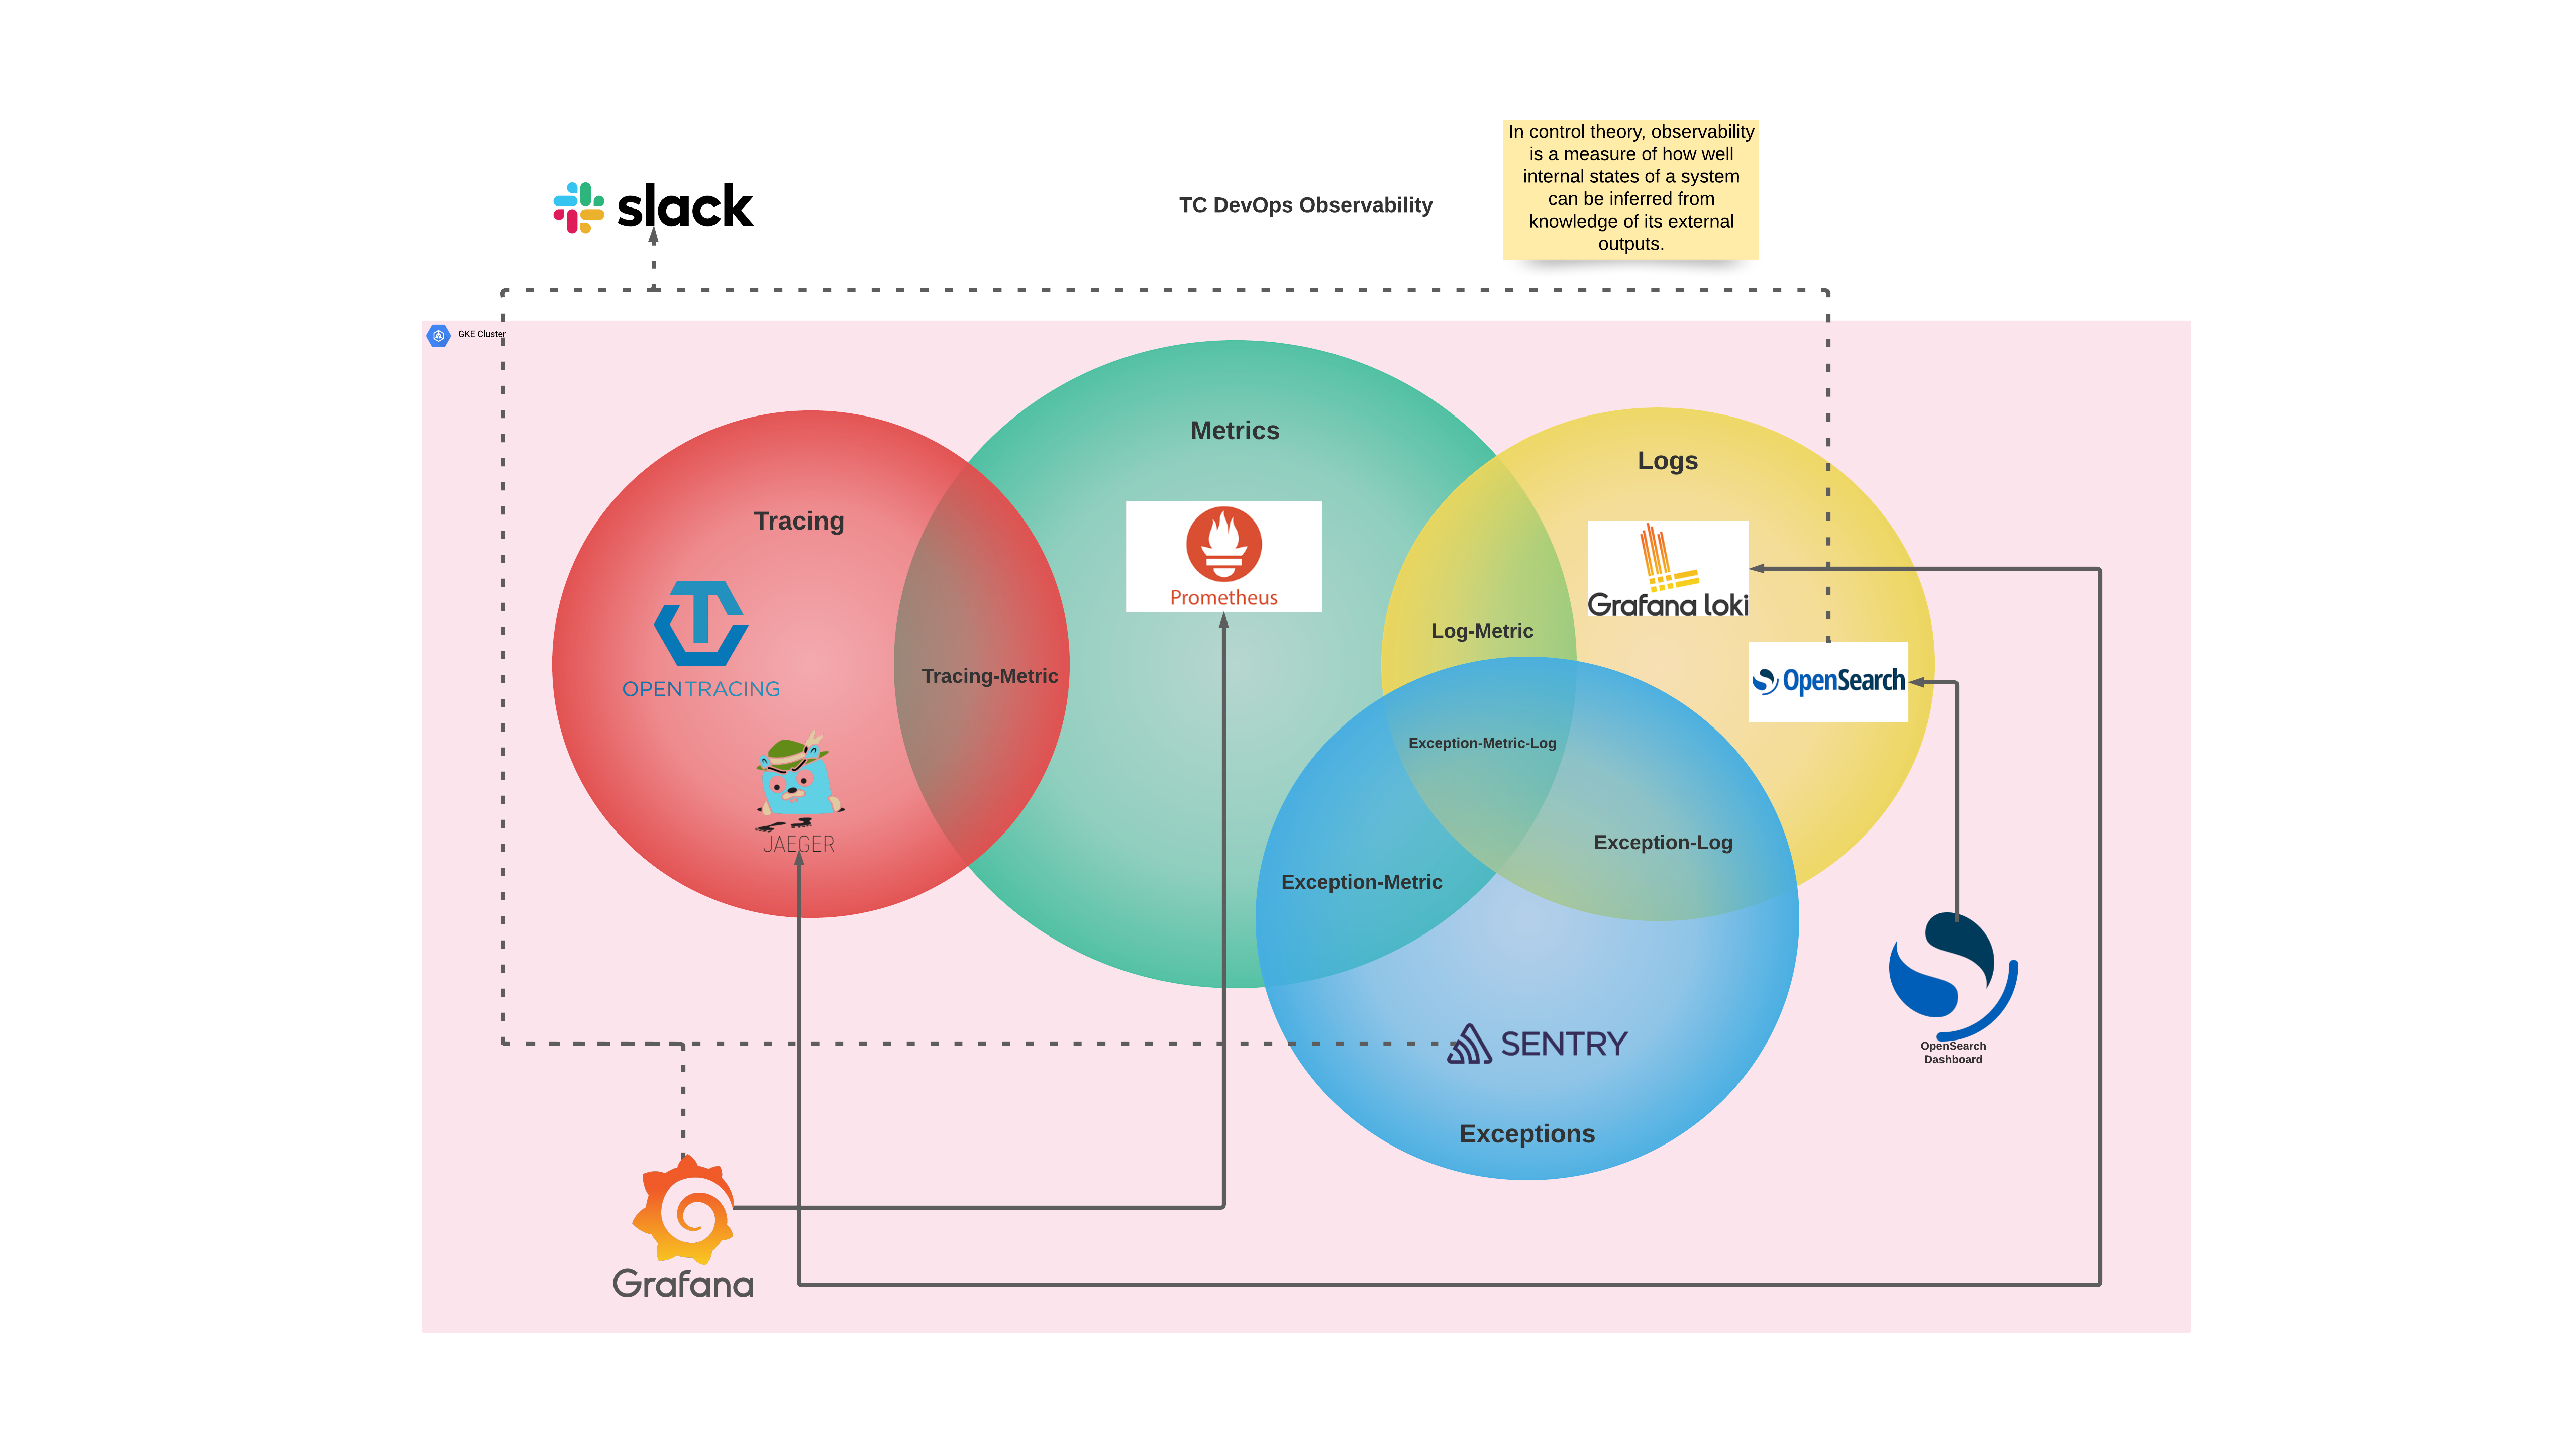 In control theory, observability
is a measure of how well
internal states of a system
can be inferred from
knowledge of its external
outputs.
slack
TC DevOps Observability
GKE Cluster
Metrics
Logs
Tracing
Prometheus
Grafana loki
Log-Metric
OPENTRACING
Tracing-Metric
OpenSearch
Exception-Metric-Log
JAEGER
Exception-Log
Exception-Metric
SENTRY
OpenSearch
Dashboard
Exceptions
Grafana